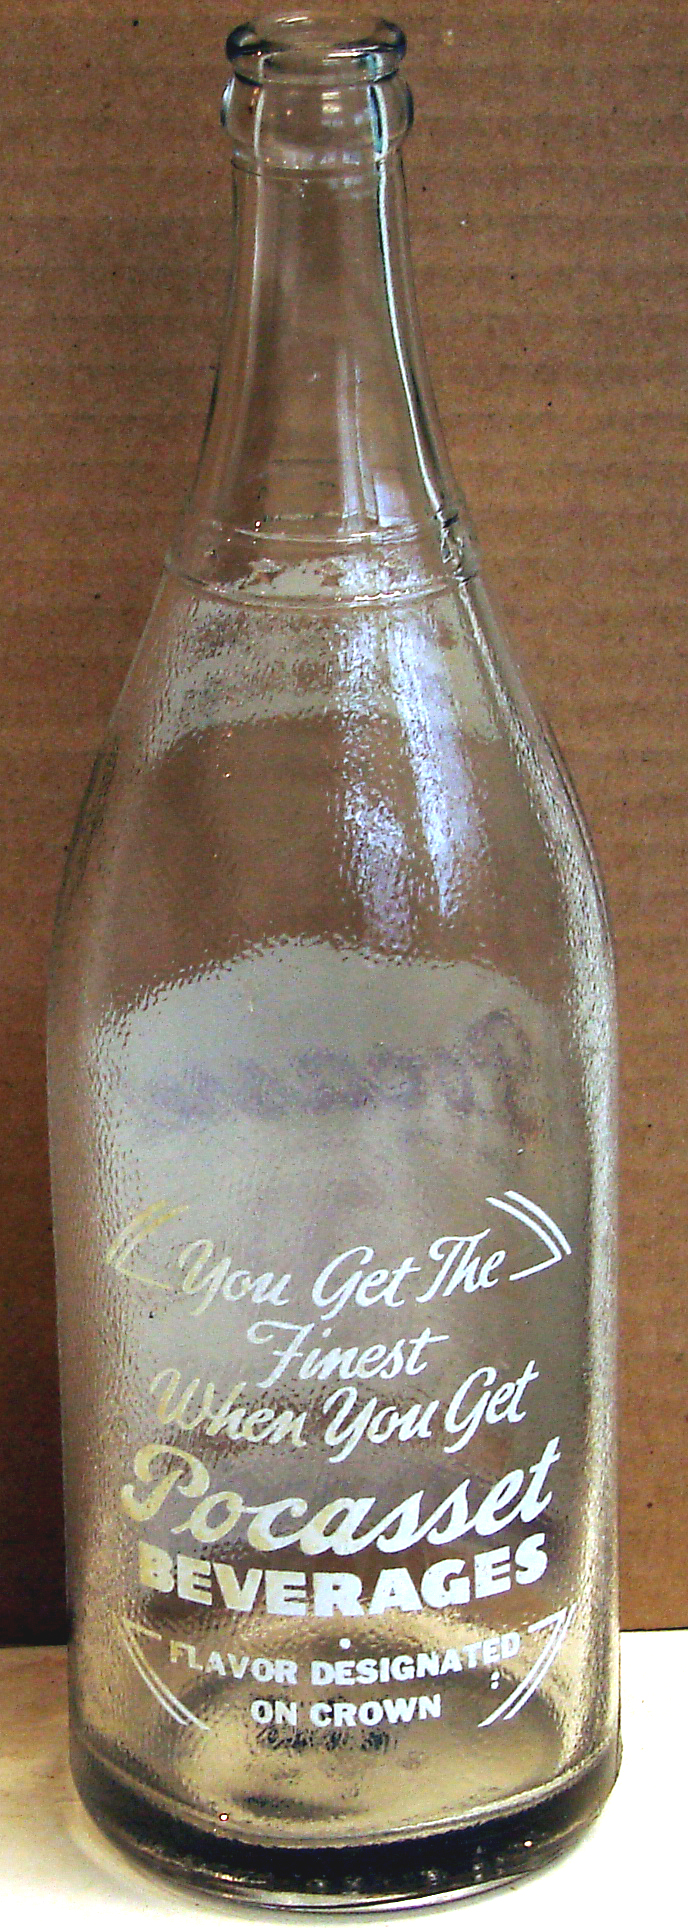 You Get The
Finest
When You Get
Pocasset
BEVERAGES
FLAVOR DESIGNATED
ON CROWN